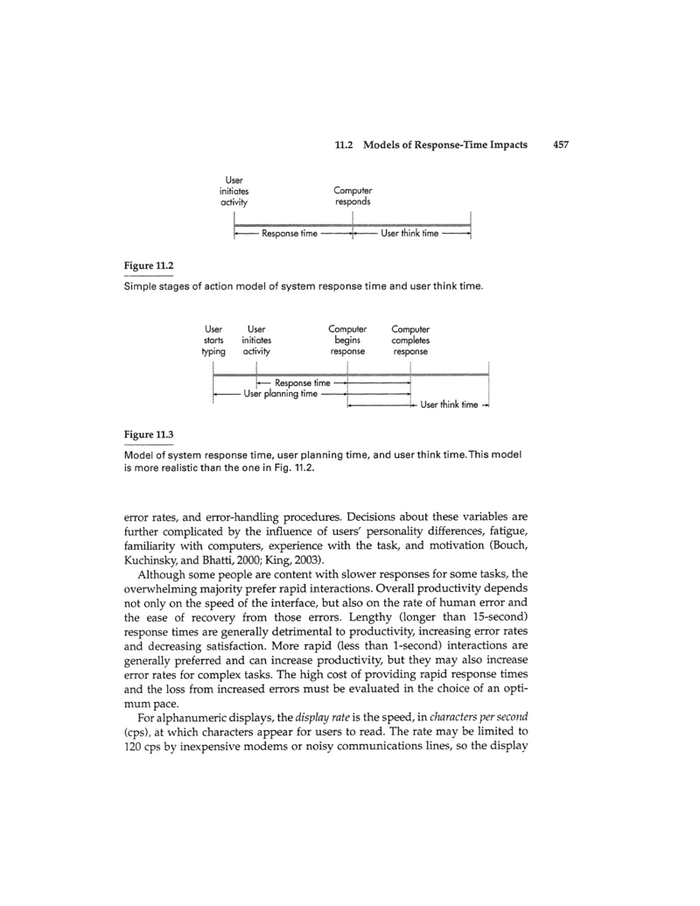 11.2 Models of Response-Time Impacts 457
User
initiates
activity
Computer
responds
Response time
User think time
Figure 11.2
Simple stages of action model of system response time and user think time.
User
starts
typing
User
initiates
activity
Computer
begins
response
Computer
completes
response
Response time
User planning time
User think time
Figure 11.3
Model of system response time, user planning time, and user think time. This model
is more realistic than the one in Fig. 11.2.
error rates, and error-handling procedures. Decisions about these variables are
further complicated by the influence of users' personality differences, fatigue,
familiarity with computers, experience with the task, and motivation (Bouch,
Kuchinsky, and Bhatti, 2000; King, 2003).
Although some people are content with slower responses for some tasks, the
overwhelming majority prefer rapid interactions. Overall productivity depends
not only on the speed of the interface, but also on the rate of human error and
the ease of recovery from those errors. Lengthy (longer than 15-second)
response times are generally detrimental to productivity, increasing error rates
and decreasing satisfaction. More rapid (less than 1-second) interactions are
generally preferred and can increase productivity, but they may also increase
error rates for complex tasks. The high cost of providing rapid response times
and the loss from increased errors must be evaluated in the choice of an opti-
mum pace.
For alphanumeric displays, the display rate is the speed, in characters per second
(cps), at which characters appear for users to read. The rate may be limited to
120 cps by inexpensive modems or noisy communications lines, so the display